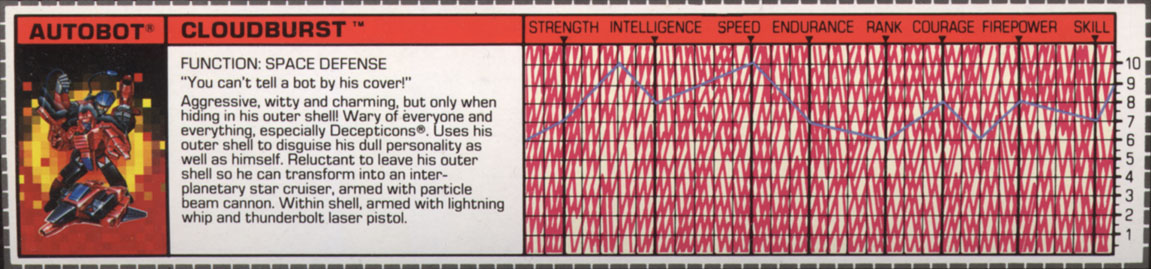 AUTOBOT®
CLOUDBURST ™
FUNCTION: SPACE DEFENSE
"You can't tell a bot by his cover!"
Aggressive, witty and charming, but only when
hiding in his outer shell! Wary of everyone and
everything, especially Decepticons®. Uses his
outer shell to disguise his dull personality as
well as himself. Reluctant to leave his outer
shell so he can transform into an inter-
planetary star cruiser, armed with particle
beam cannon. Within shell, armed with lightning
whip and thunderbolt laser pistol.
STRENGTH INTELLIGENCE SPEED ENDURANCE RANK COURAGE FIREPOWER SKILL
10
9
8
7
6
5
4
3
2
1